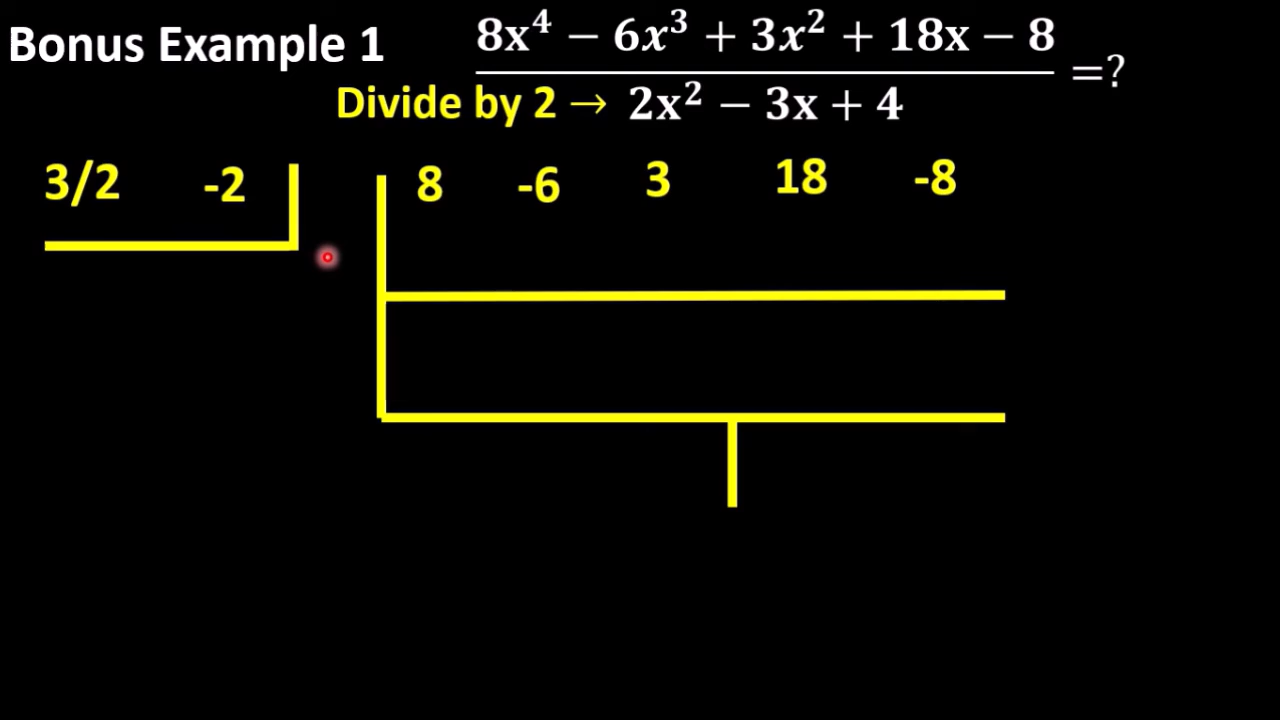 Bonus Example 1
8x⁴ − 6x³ + 3x² + 18x − 8
=?
Divide by 2 → 2x² − 3x + 4
3/2 -2 8 -6 3 18 -8